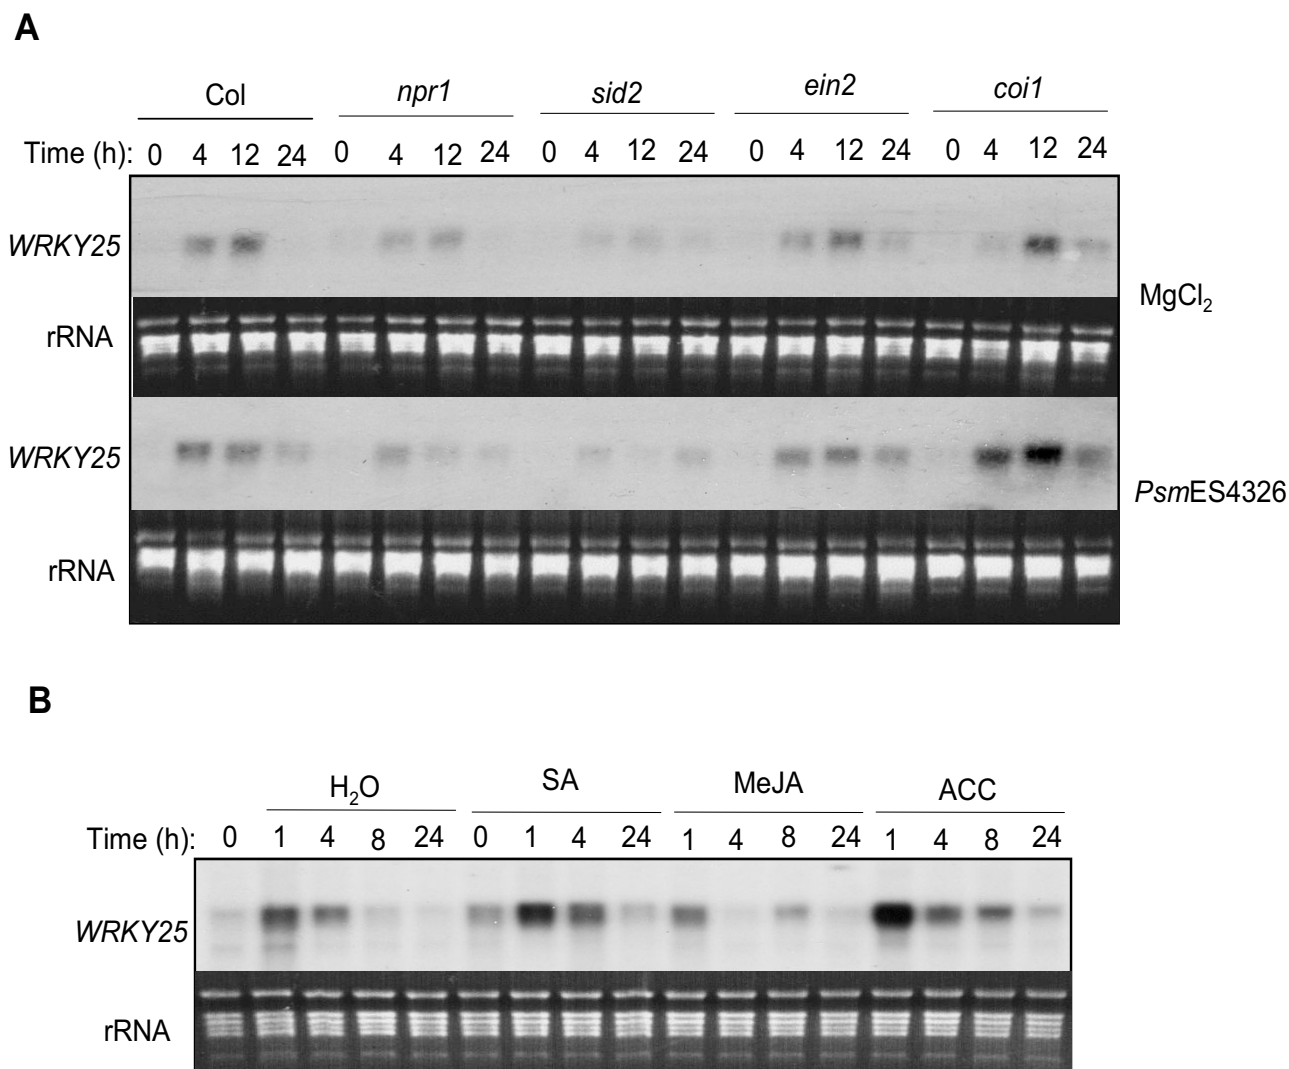 A
Col npr1 sid2 ein2 coi1
Time (h): 0 4 12 24 0 4 12 24 0 4 12 24 0 4 12 24 0 4 12 24
WRKY25
MgCl2
rRNA
WRKY25
PsmES4326
rRNA
B
H2O SA MeJA ACC
Time (h): 0 1 4 8 24 0 1 4 24 1 4 8 24 1 4 8 24
WRKY25
rRNA